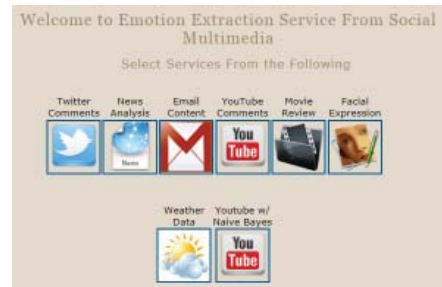 Welcome to Emotion Extraction Service From Social
Multimedia
Select Services From the Following
Twitter Comments
News Analysis
Email Content
YouTube Comments
Movie Review
Facial Expression
News
You Tube
Weather Data
Youtube w/ Naive Bayes
You Tube